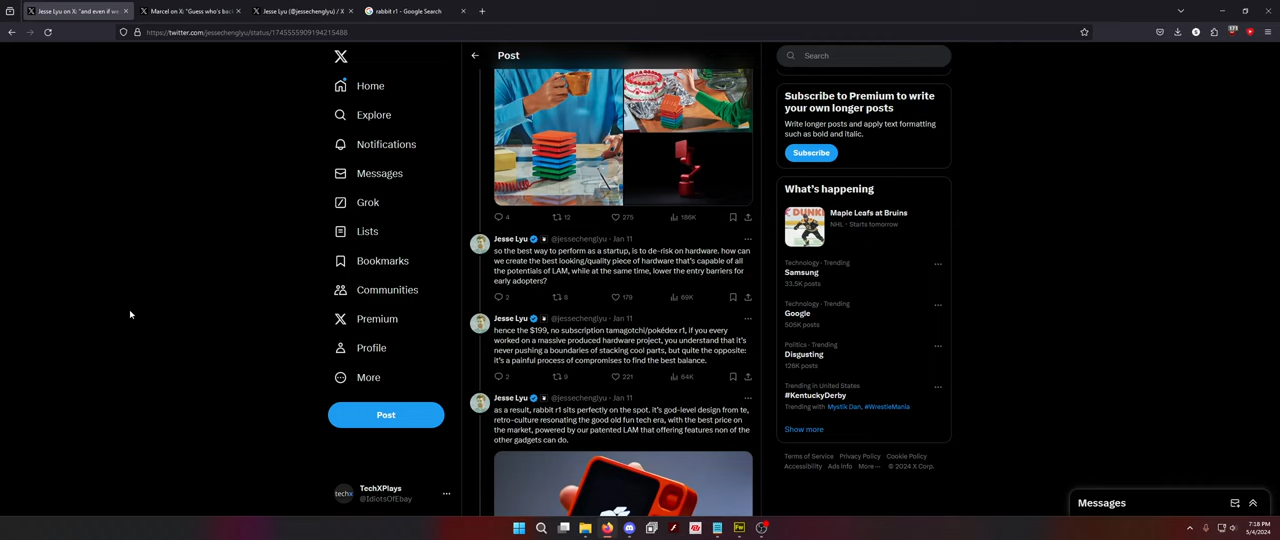 Jesse Lyu on X: "and even if we
Marcel on X: "Guess who's back
Jesse Lyu (@jessechenglyu) / X
rabbit r1 - Google Search
https://twitter.com/jessechenglyu/status/1745555909194215488
Post
Search
Home
Explore
Notifications
Messages
Grok
Lists
Bookmarks
Communities
Premium
Profile
More
Post
TechXPlays
@IdiotsOfEbay
techx
4 12 275 186K
Jesse Lyu @jessechenglyu · Jan 11
so the best way to perform as a startup, is to de-risk on hardware. how can
we create the best looking/quality piece of hardware that's capable of all
the potentials of LAM, while at the same time, lower the entry barriers for
early adopters?
2 8 179 69K
Jesse Lyu @jessechenglyu · Jan 11
hence the $199, no subscription tamagotchi/pokédex r1, if you every
worked on a massive produced hardware project, you understand that it's
never pushing a boundaries of stacking cool parts, but quite the opposite:
it's a painful process of compromises to find the best balance.
2 9 221 64K
Jesse Lyu @jessechenglyu · Jan 11
as a result, rabbit r1 sits perfectly on the spot. it's god-level design from te,
retro-culture resonating the good old fun tech era, with the best price on
the market, powered by our patented LAM that offering features non of the
other gadgets can do.
Subscribe to Premium to write
your own longer posts
Write longer posts and apply text formatting
such as bold and italic.
Subscribe
What's happening
Maple Leafs at Bruins
NHL · Starts tomorrow
Technology · Trending
Samsung
33.5K posts
Technology · Trending
Google
505K posts
Politics · Trending
Disgusting
126K posts
Trending in United States
#KentuckyDerby
Trending with Mystik Dan, #WrestleMania
Show more
Terms of Service Privacy Policy Cookie Policy
Accessibility Ads info More ··· © 2024 X Corp.
Messages
7:18 PM
5/4/2024